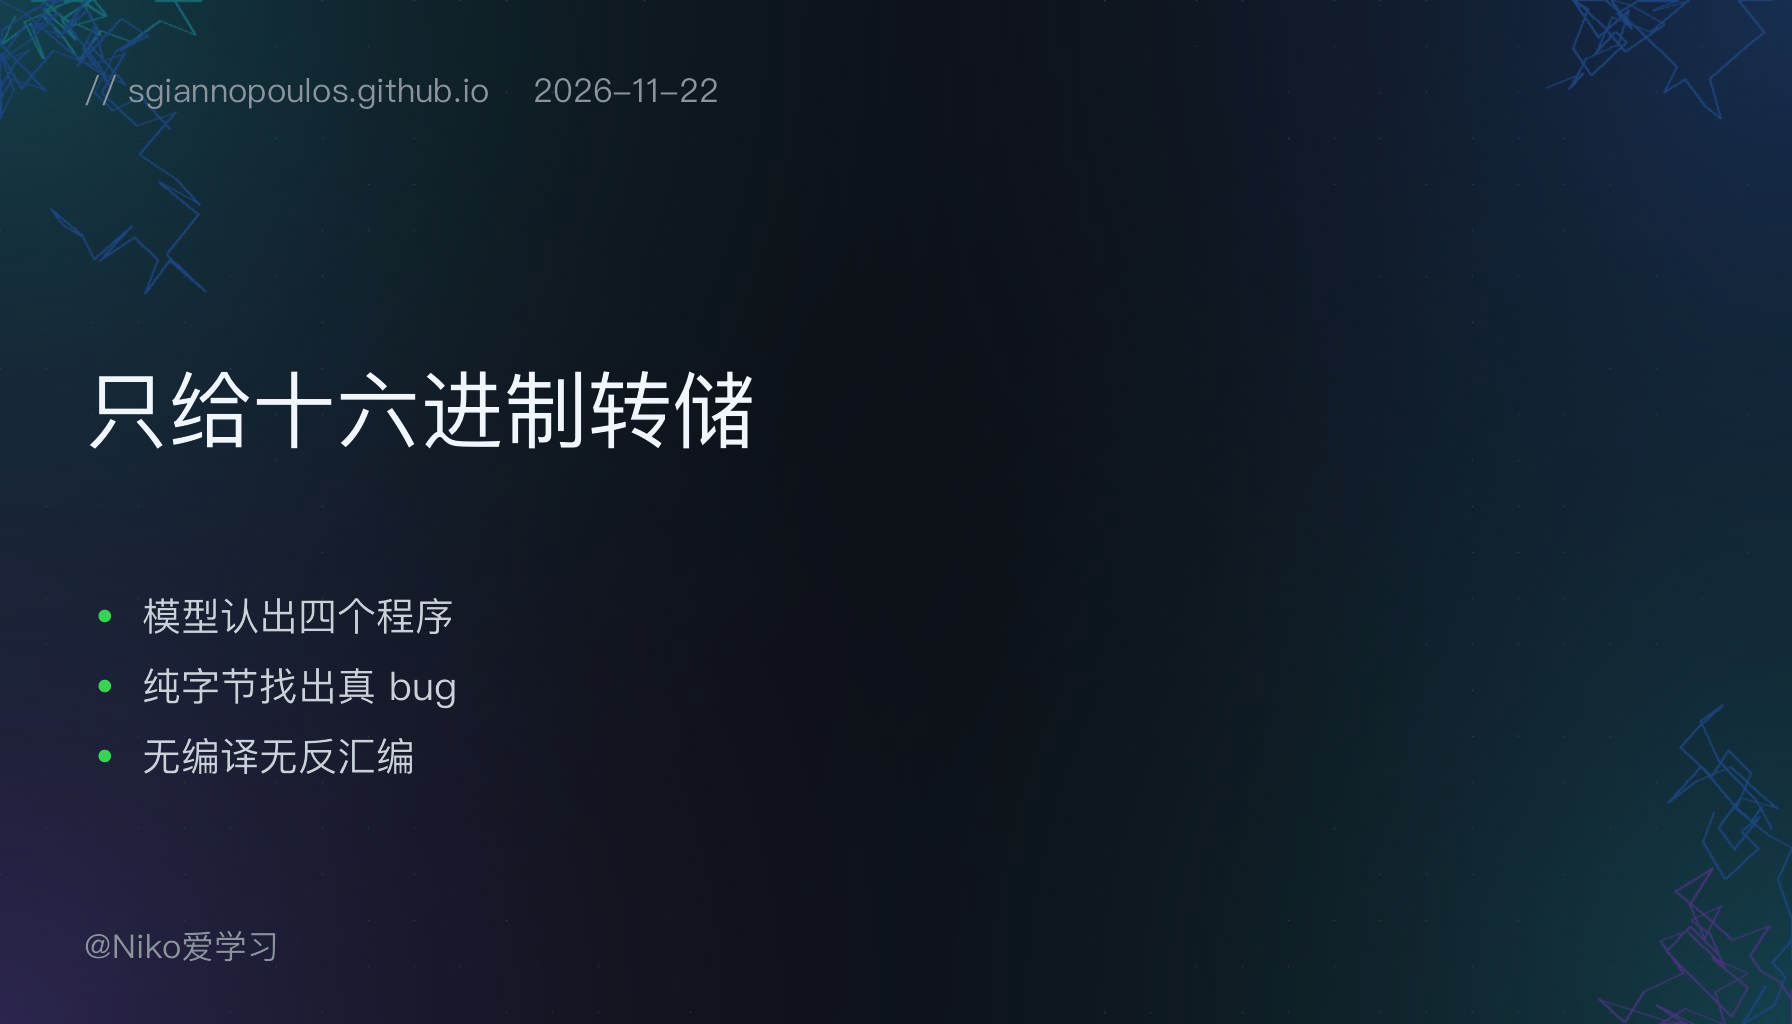 // sgiannopoulos.github.io 2026-11-22
只给十六进制转储
• 模型认出四个程序
• 纯字节找出真 bug
• 无编译无反汇编
@Niko爱学习